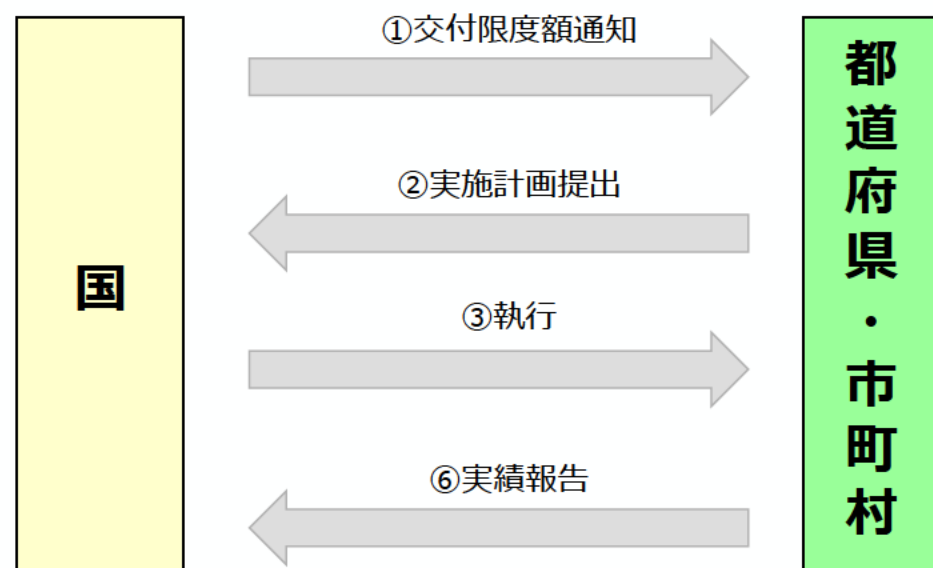 ①交付限度額通知
②実施計画提出
③執行
⑥実績報告
国
都道府県・市町村